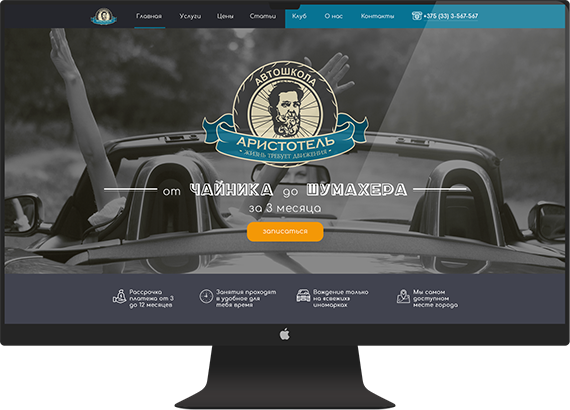 Главная Услуги Цены Статьи Клуб О нас Контакты +375 (33) 3-567-567
АВТОШКОЛА
АРИСТОТЕЛЬ
• ЖИЗНЬ ТРЕБУЕТ ДВИЖЕНИЯ •
от ЧАЙНИКА до ШУМАХЕРА
за 3 месяца
записаться
Рассрочка
платежа от 3
до 12 месяцев
Занятия проходят
в удобное для
тебя время
Вождение только
на «свежих»
иномарках
Мы самом
доступном
месте города